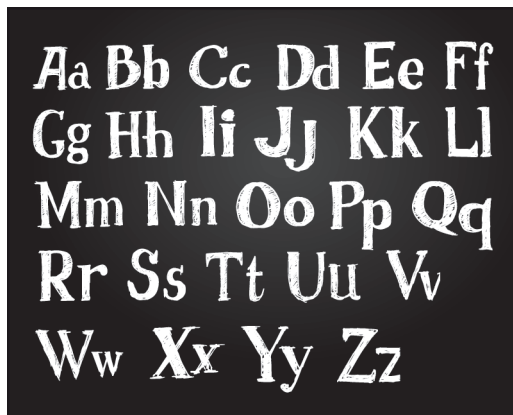 Aa Bb Cc Dd Ee Ff
Gg Hh Ii Jj Kk Ll
Mm Nn Oo Pp Qq
Rr Ss Tt Uu Vv
Ww Xx Yy Zz